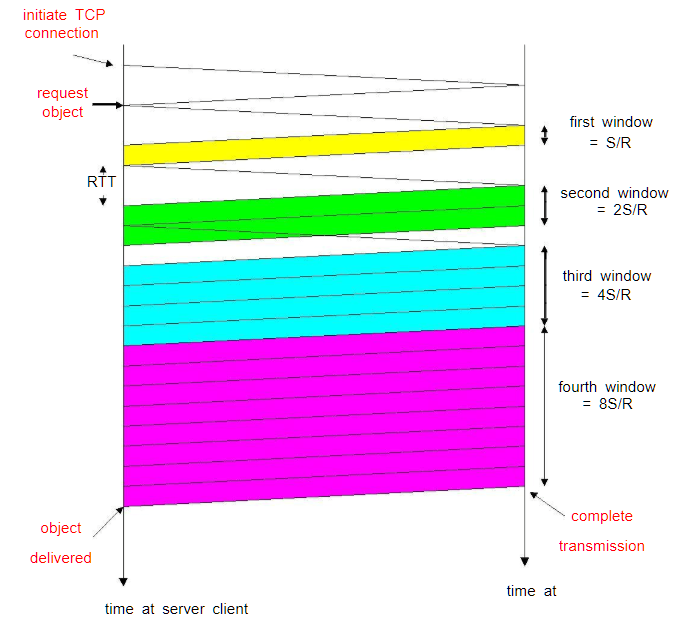 initiate TCP
connection
request
object
first window
= S/R
RTT
second window
= 2S/R
third window
= 4S/R
fourth window
= 8S/R
object
delivered
complete
transmission
time at
time at server client